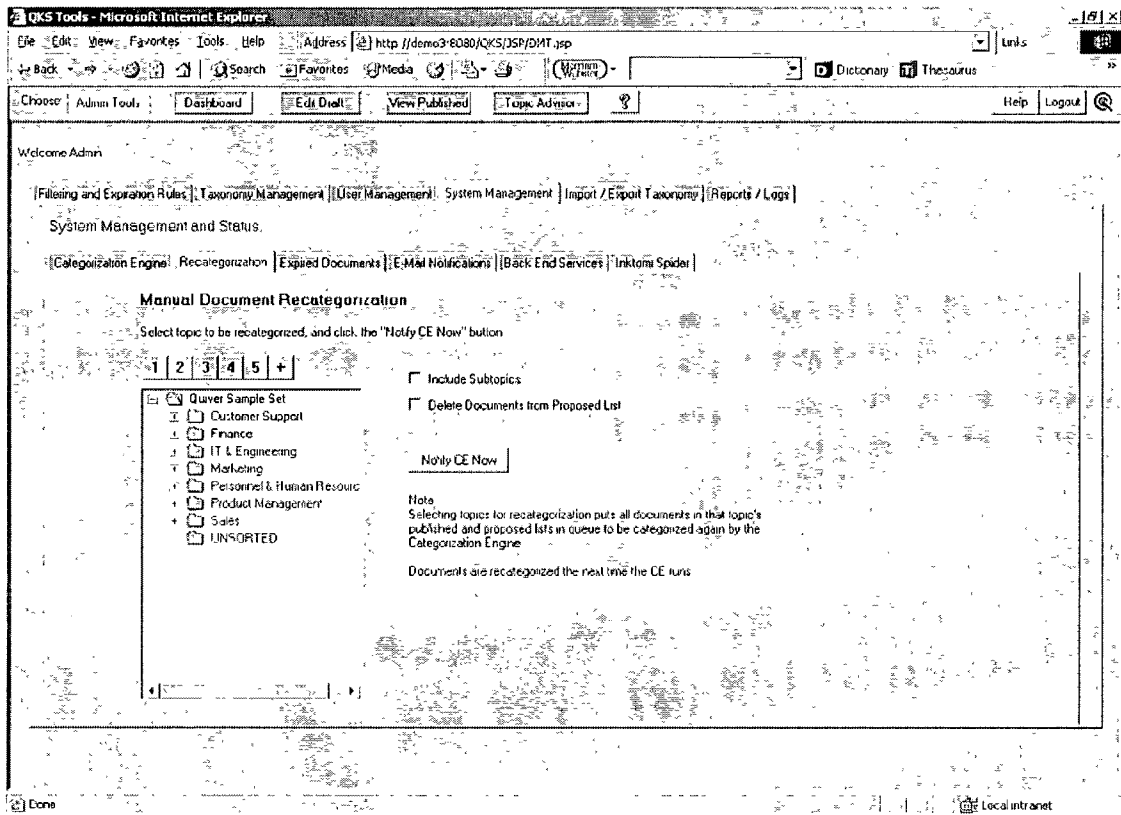 QKS Tools - Microsoft Internet Explorer
File Edit View Favorites Tools Help Address http //demo3:8080/QKS/JSP/DMT.jsp Links
Back Search Favorites Media Merriam Webster Dictionary Thesaurus
Choose Admin Tools Dashboard Edit Draft View Published Topic Advisor ? Help Logout
Welcome Admin
Filtering and Expiration Rules Taxonomy Management User Management System Management Import / Export Taxonomy Reports / Logs
System Management and Status
Categorization Engine Recategorization Expired Documents E-Mail Notifications Back End Services Inktomi Spider
Manual Document Recategorization
Select topic to be recategorized, and click the "Notify CE Now" button
1 2 3 4 5 +
Include Subtopics
Delete Documents from Proposed List
Quiver Sample Set
Customer Support
Finance
IT & Engineering
Marketing
Personnel & Human Resourc
Product Management
Sales
UNSORTED
Notify CE Now
Note
Selecting topics for recategorization puts all documents in that topic's
published and proposed lists in queue to be categorized again by the
Categorization Engine
Documents are recategorized the next time the CE runs
Done Local intranet